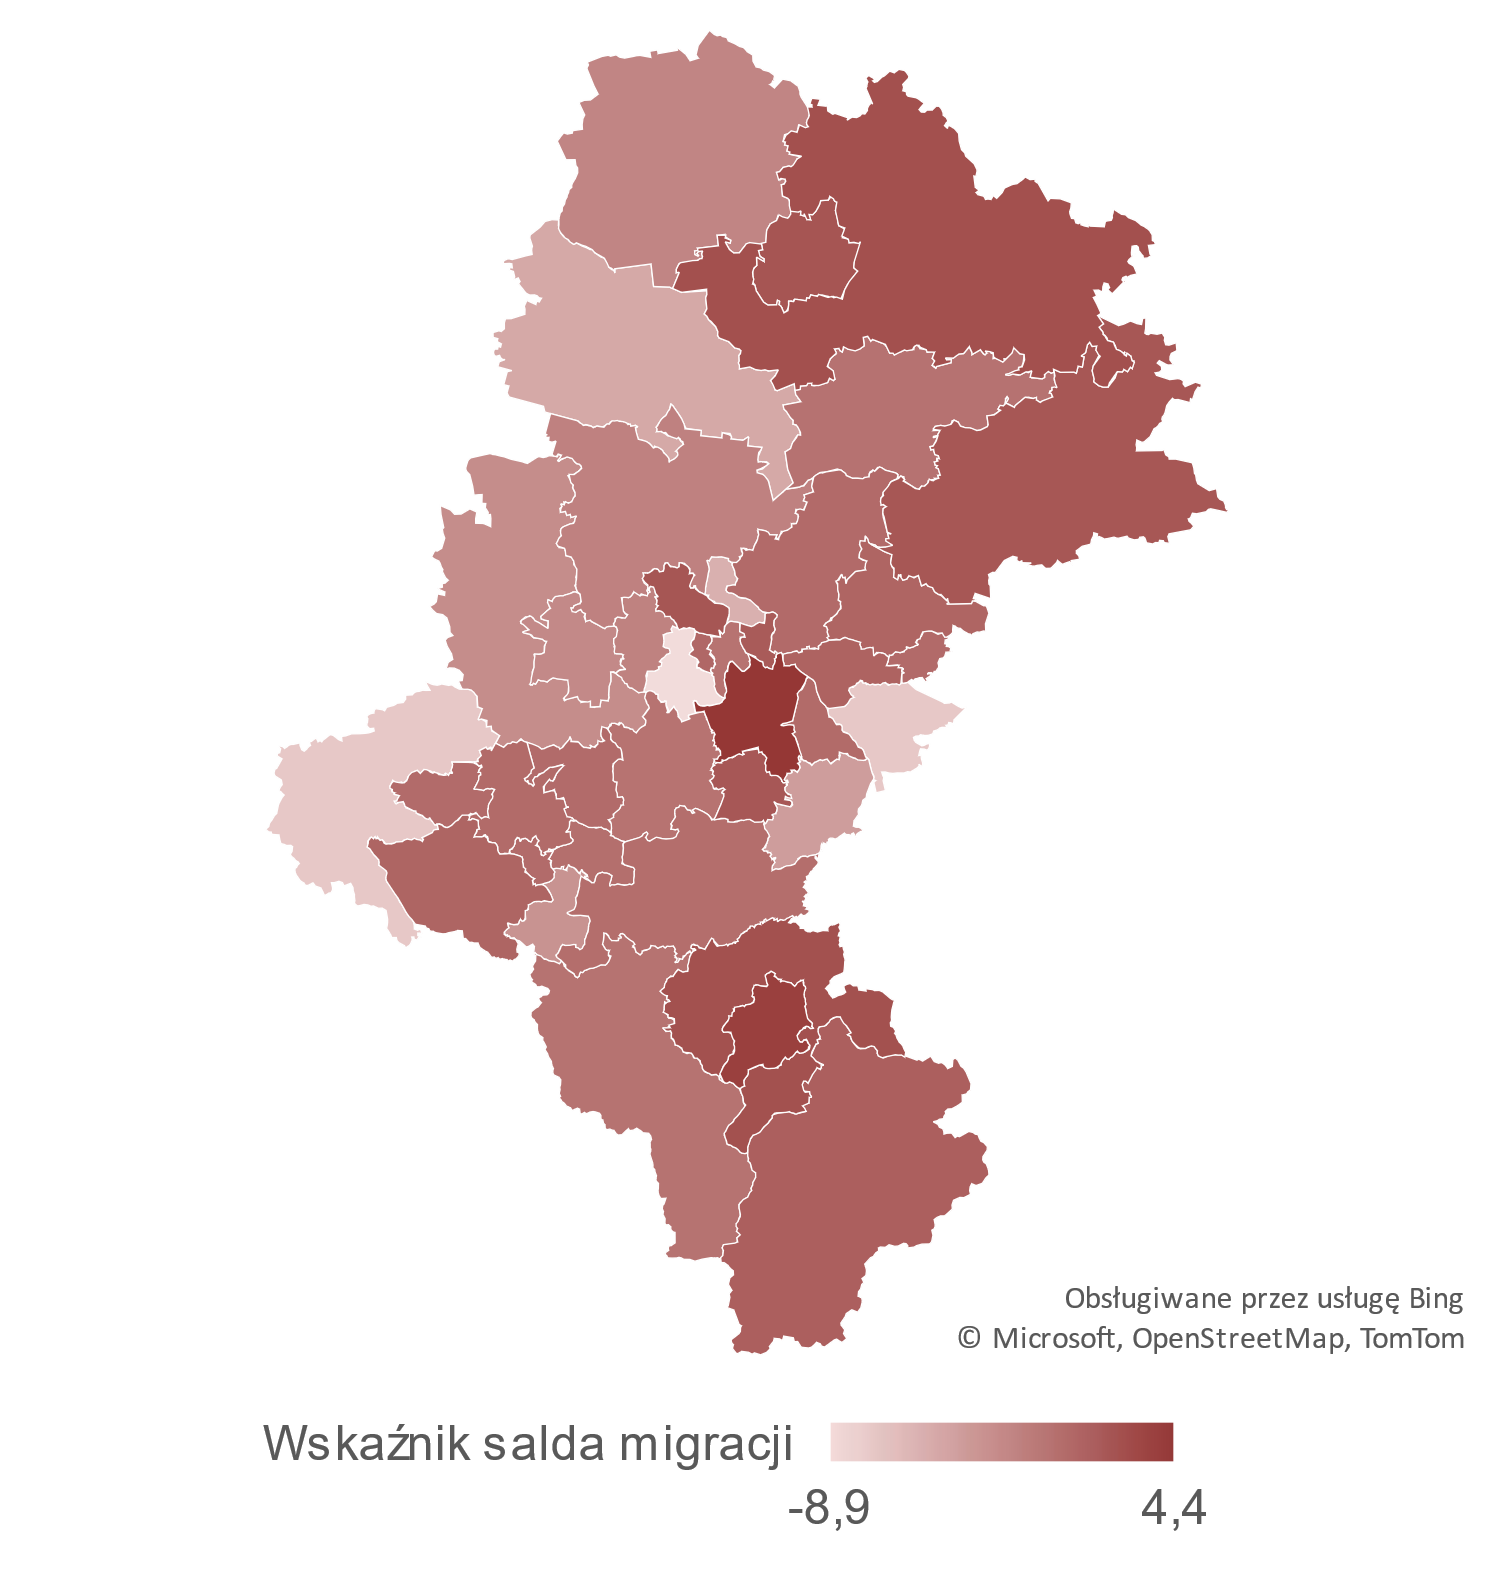 Obsługiwane przez usługę Bing
© Microsoft, OpenStreetMap, TomTom
Wskaźnik salda migracji
-8,9 4,4